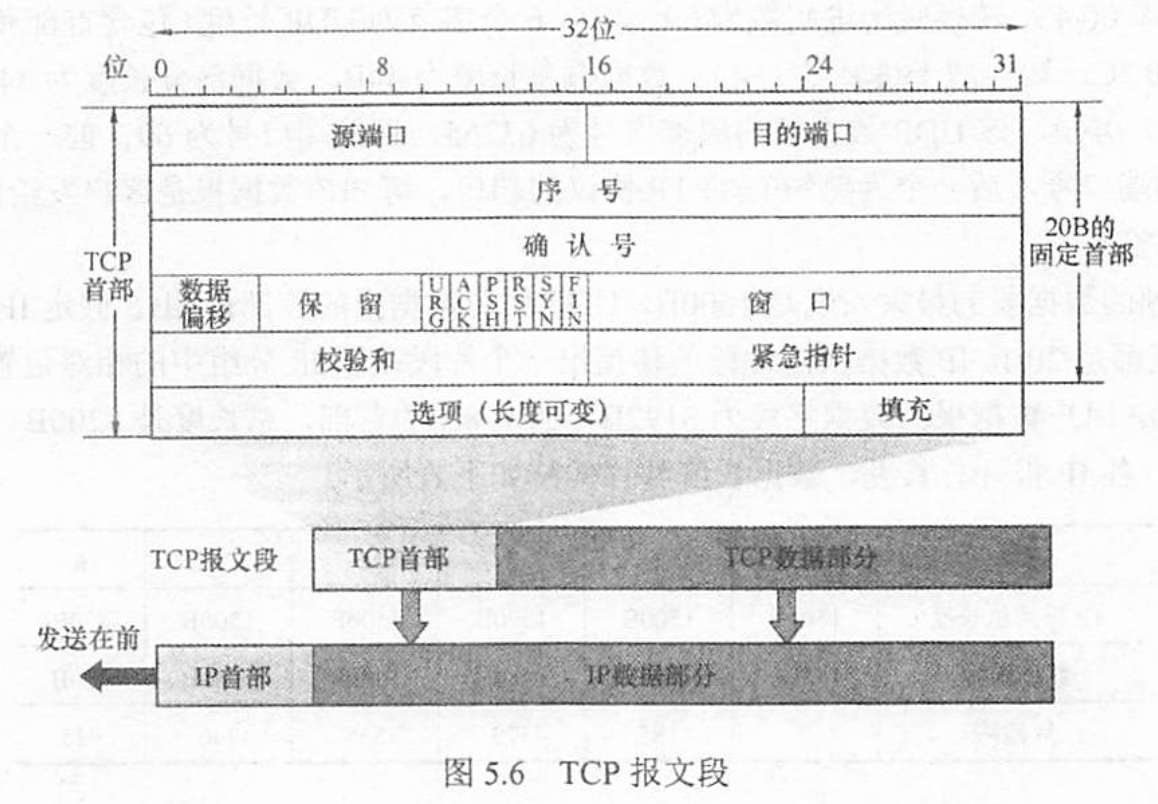 32位
位 0 8 16 24 31
源端口 目的端口
序 号
确 认 号
TCP
首部
20B的
固定首部
数据
偏移
保 留
URG
ACK
PSH
RST
SYN
FIN
窗 口
校验和 紧急指针
选项 (长度可变) 填充
TCP报文段 TCP首部 TCP数据部分
发送在前
IP首部 IP数据部分
图 5.6 TCP 报文段